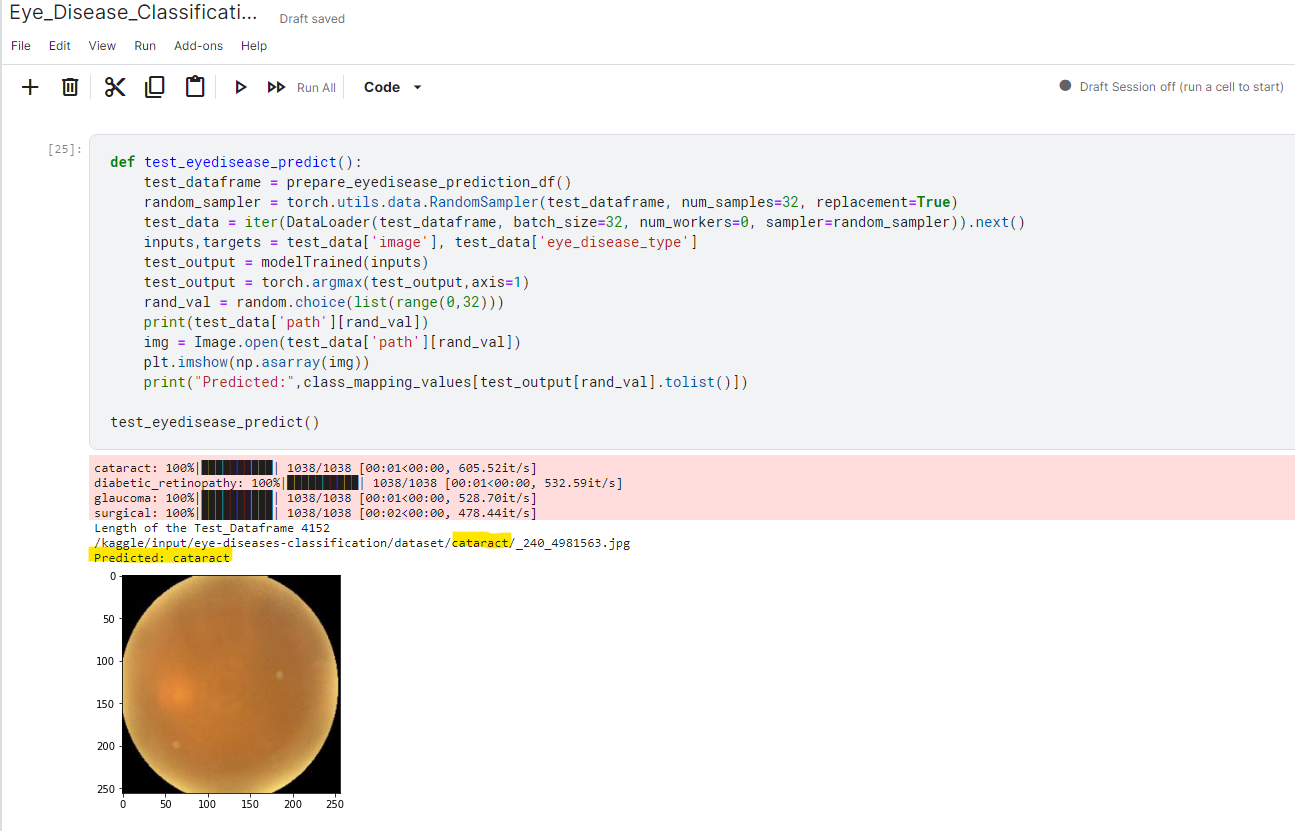 Eye_Disease_Classificati... Draft saved
File Edit View Run Add-ons Help
Run All Code Draft Session off (run a cell to start)
[25]:
def test_eyedisease_predict():
    test_dataframe = prepare_eyedisease_prediction_df()
    random_sampler = torch.utils.data.RandomSampler(test_dataframe, num_samples=32, replacement=True)
    test_data = iter(DataLoader(test_dataframe, batch_size=32, num_workers=0, sampler=random_sampler)).next()
    inputs,targets = test_data['image'], test_data['eye_disease_type']
    test_output = modelTrained(inputs)
    test_output = torch.argmax(test_output,axis=1)
    rand_val = random.choice(list(range(0,32)))
    print(test_data['path'][rand_val])
    img = Image.open(test_data['path'][rand_val])
    plt.imshow(np.asarray(img))
    print("Predicted:",class_mapping_values[test_output[rand_val].tolist()])
test_eyedisease_predict()
cataract: 100%|██████████| 1038/1038 [00:01<00:00, 605.52it/s]
diabetic_retinopathy: 100%|██████████| 1038/1038 [00:01<00:00, 532.59it/s]
glaucoma: 100%|██████████| 1038/1038 [00:01<00:00, 528.70it/s]
surgical: 100%|██████████| 1038/1038 [00:02<00:00, 478.44it/s]
Length of the Test_Dataframe 4152
/kaggle/input/eye-diseases-classification/dataset/cataract/_240_4981563.jpg
Predicted: cataract
0
50
100
150
200
250
0 50 100 150 200 250